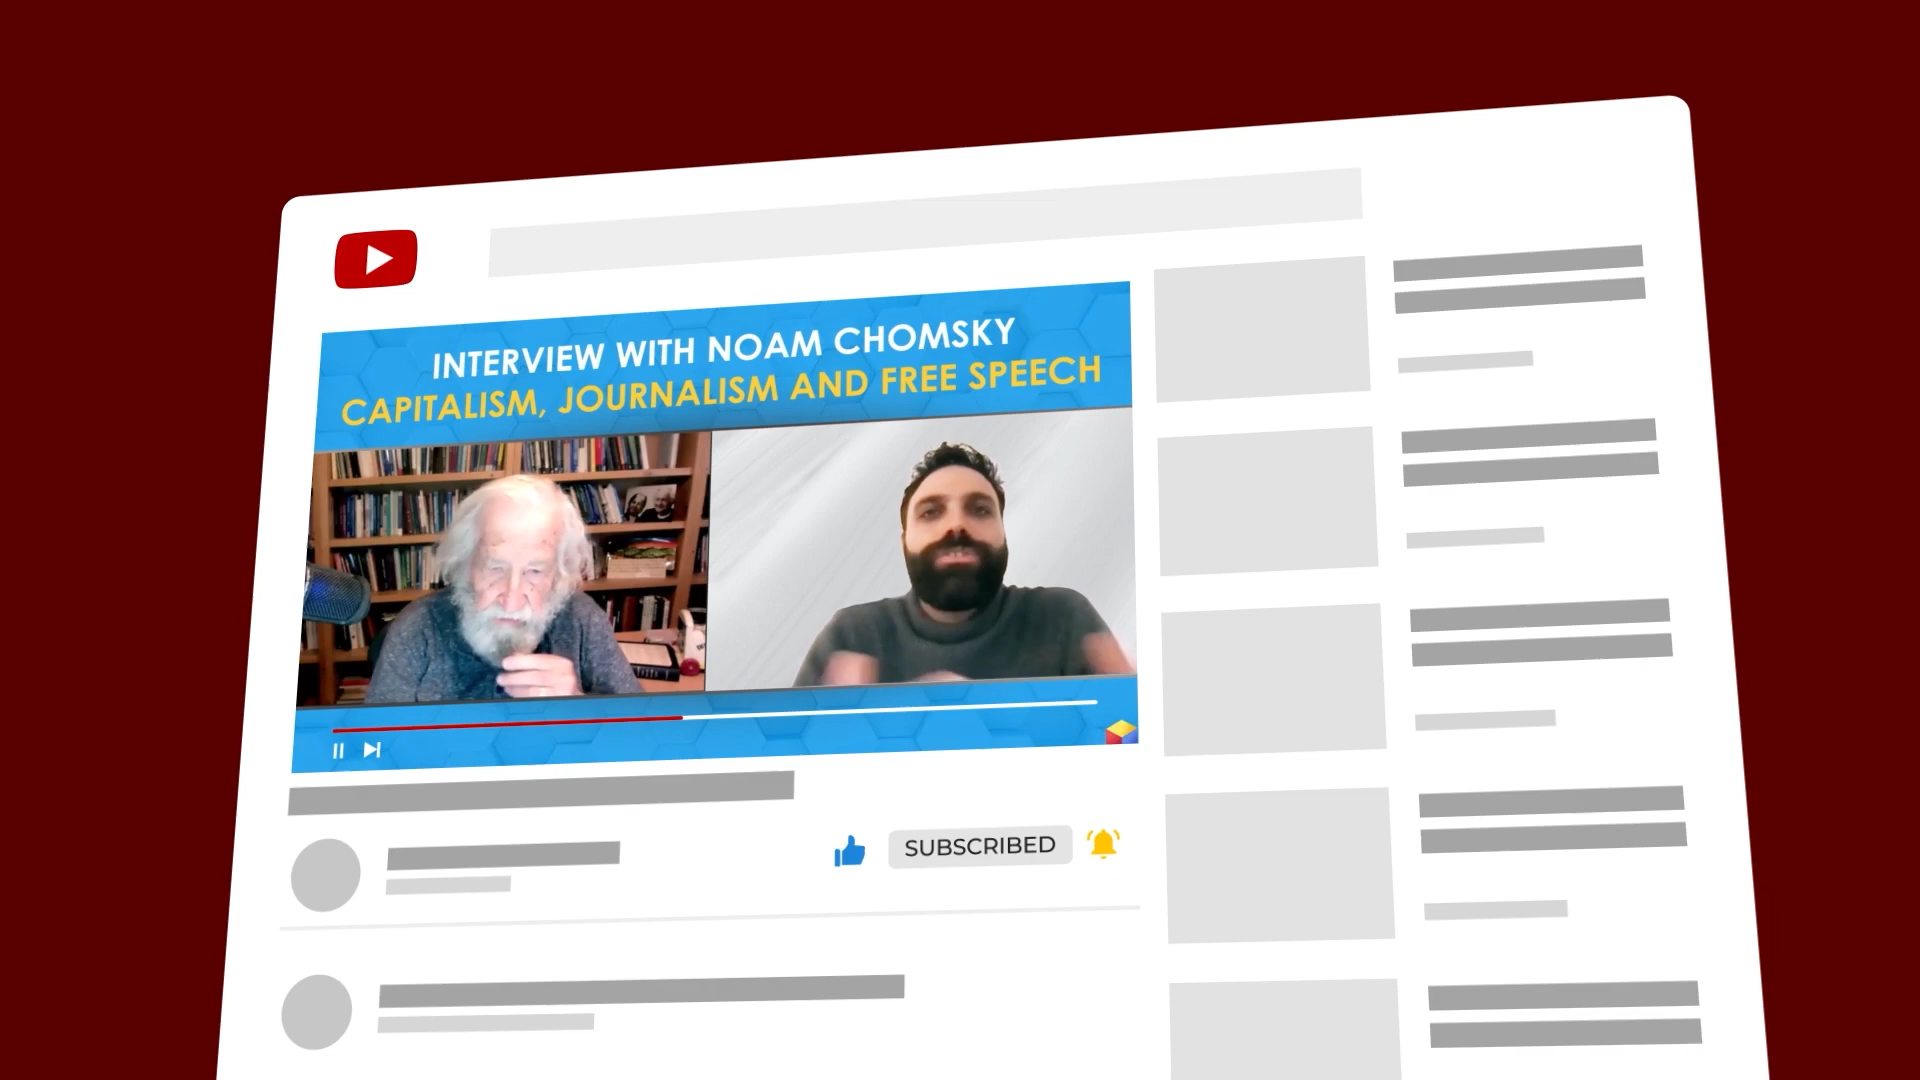 INTERVIEW WITH NOAM CHOMSKY
CAPITALISM, JOURNALISM AND FREE SPEECH
SUBSCRIBED